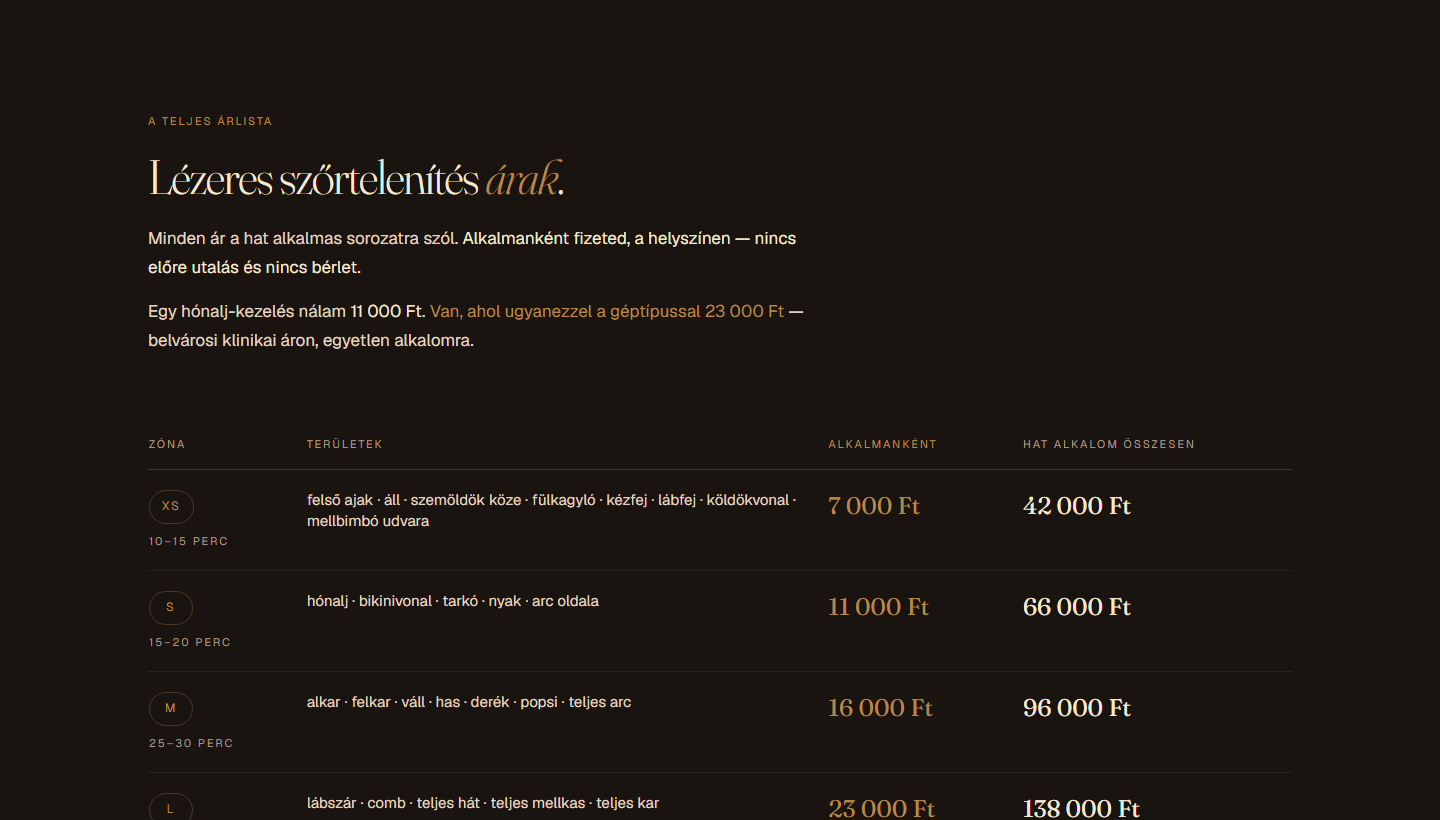 A TELJES ÁRLISTA
Lézeres szőrtelenítés árak.
Minden ár a hat alkalmas sorozatra szól. Alkalmanként fizeted, a helyszínen — nincs
előre utalás és nincs bérlet.
Egy hónalj-kezelés nálam 11 000 Ft. Van, ahol ugyanezzel a géptípussal 23 000 Ft —
belvárosi klinikai áron, egyetlen alkalomra.
ZÓNA TERÜLETEK ALKALMANKÉNT HAT ALKALOM ÖSSZESEN
XS felső ajak · áll · szemöldök köze · fülkagyló · kézfej · lábfej · köldökvonal · 7 000 Ft 42 000 Ft
mellbimbó udvara
10–15 PERC
S hónalj · bikinivonal · tarkó · nyak · arc oldala 11 000 Ft 66 000 Ft
15–20 PERC
M alkar · felkar · váll · has · derék · popsi · teljes arc 16 000 Ft 96 000 Ft
25–30 PERC
L lábszár · comb · teljes hát · teljes mellkas · teljes kar 23 000 Ft 138 000 Ft